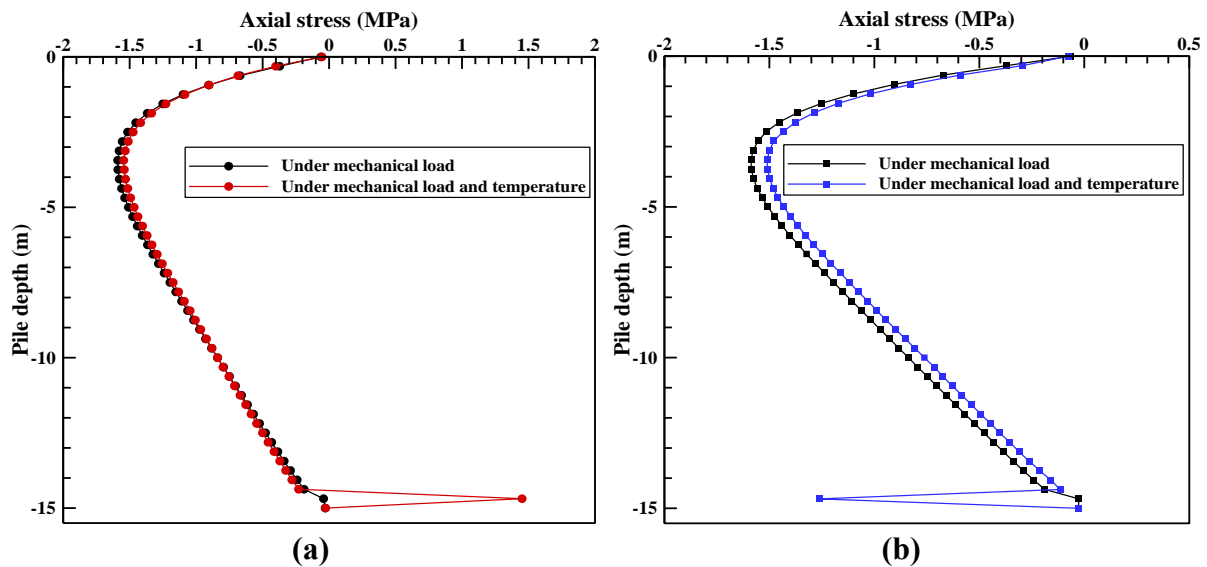 Axial stress (MPa)
-2 -1.5 -1 -0.5 0 0.5 1 1.5 2
0
-5
-10
-15
Pile depth (m)
Under mechanical load
Under mechanical load and temperature
(a)
Axial stress (MPa)
-2 -1.5 -1 -0.5 0 0.5
0
-5
-10
-15
Pile depth (m)
Under mechanical load
Under mechanical load and temperature
(b)